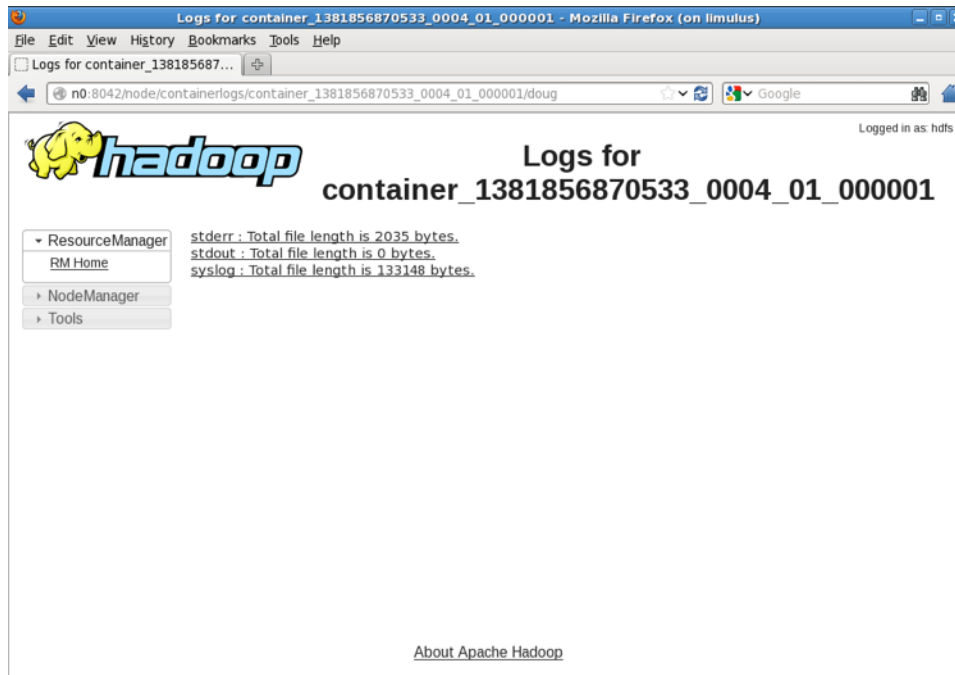 Logs for container_1381856870533_0004_01_000001 - Mozilla Firefox (on limulus)
File Edit View History Bookmarks Tools Help
Logs for container_138185687...
n0:8042/node/containerlogs/container_1381856870533_0004_01_000001/doug
Google
Logged in as: hdfs
hadoop
Logs for
container_1381856870533_0004_01_000001
ResourceManager
RM Home
NodeManager
Tools
stderr : Total file length is 2035 bytes.
stdout : Total file length is 0 bytes.
syslog : Total file length is 133148 bytes.
About Apache Hadoop